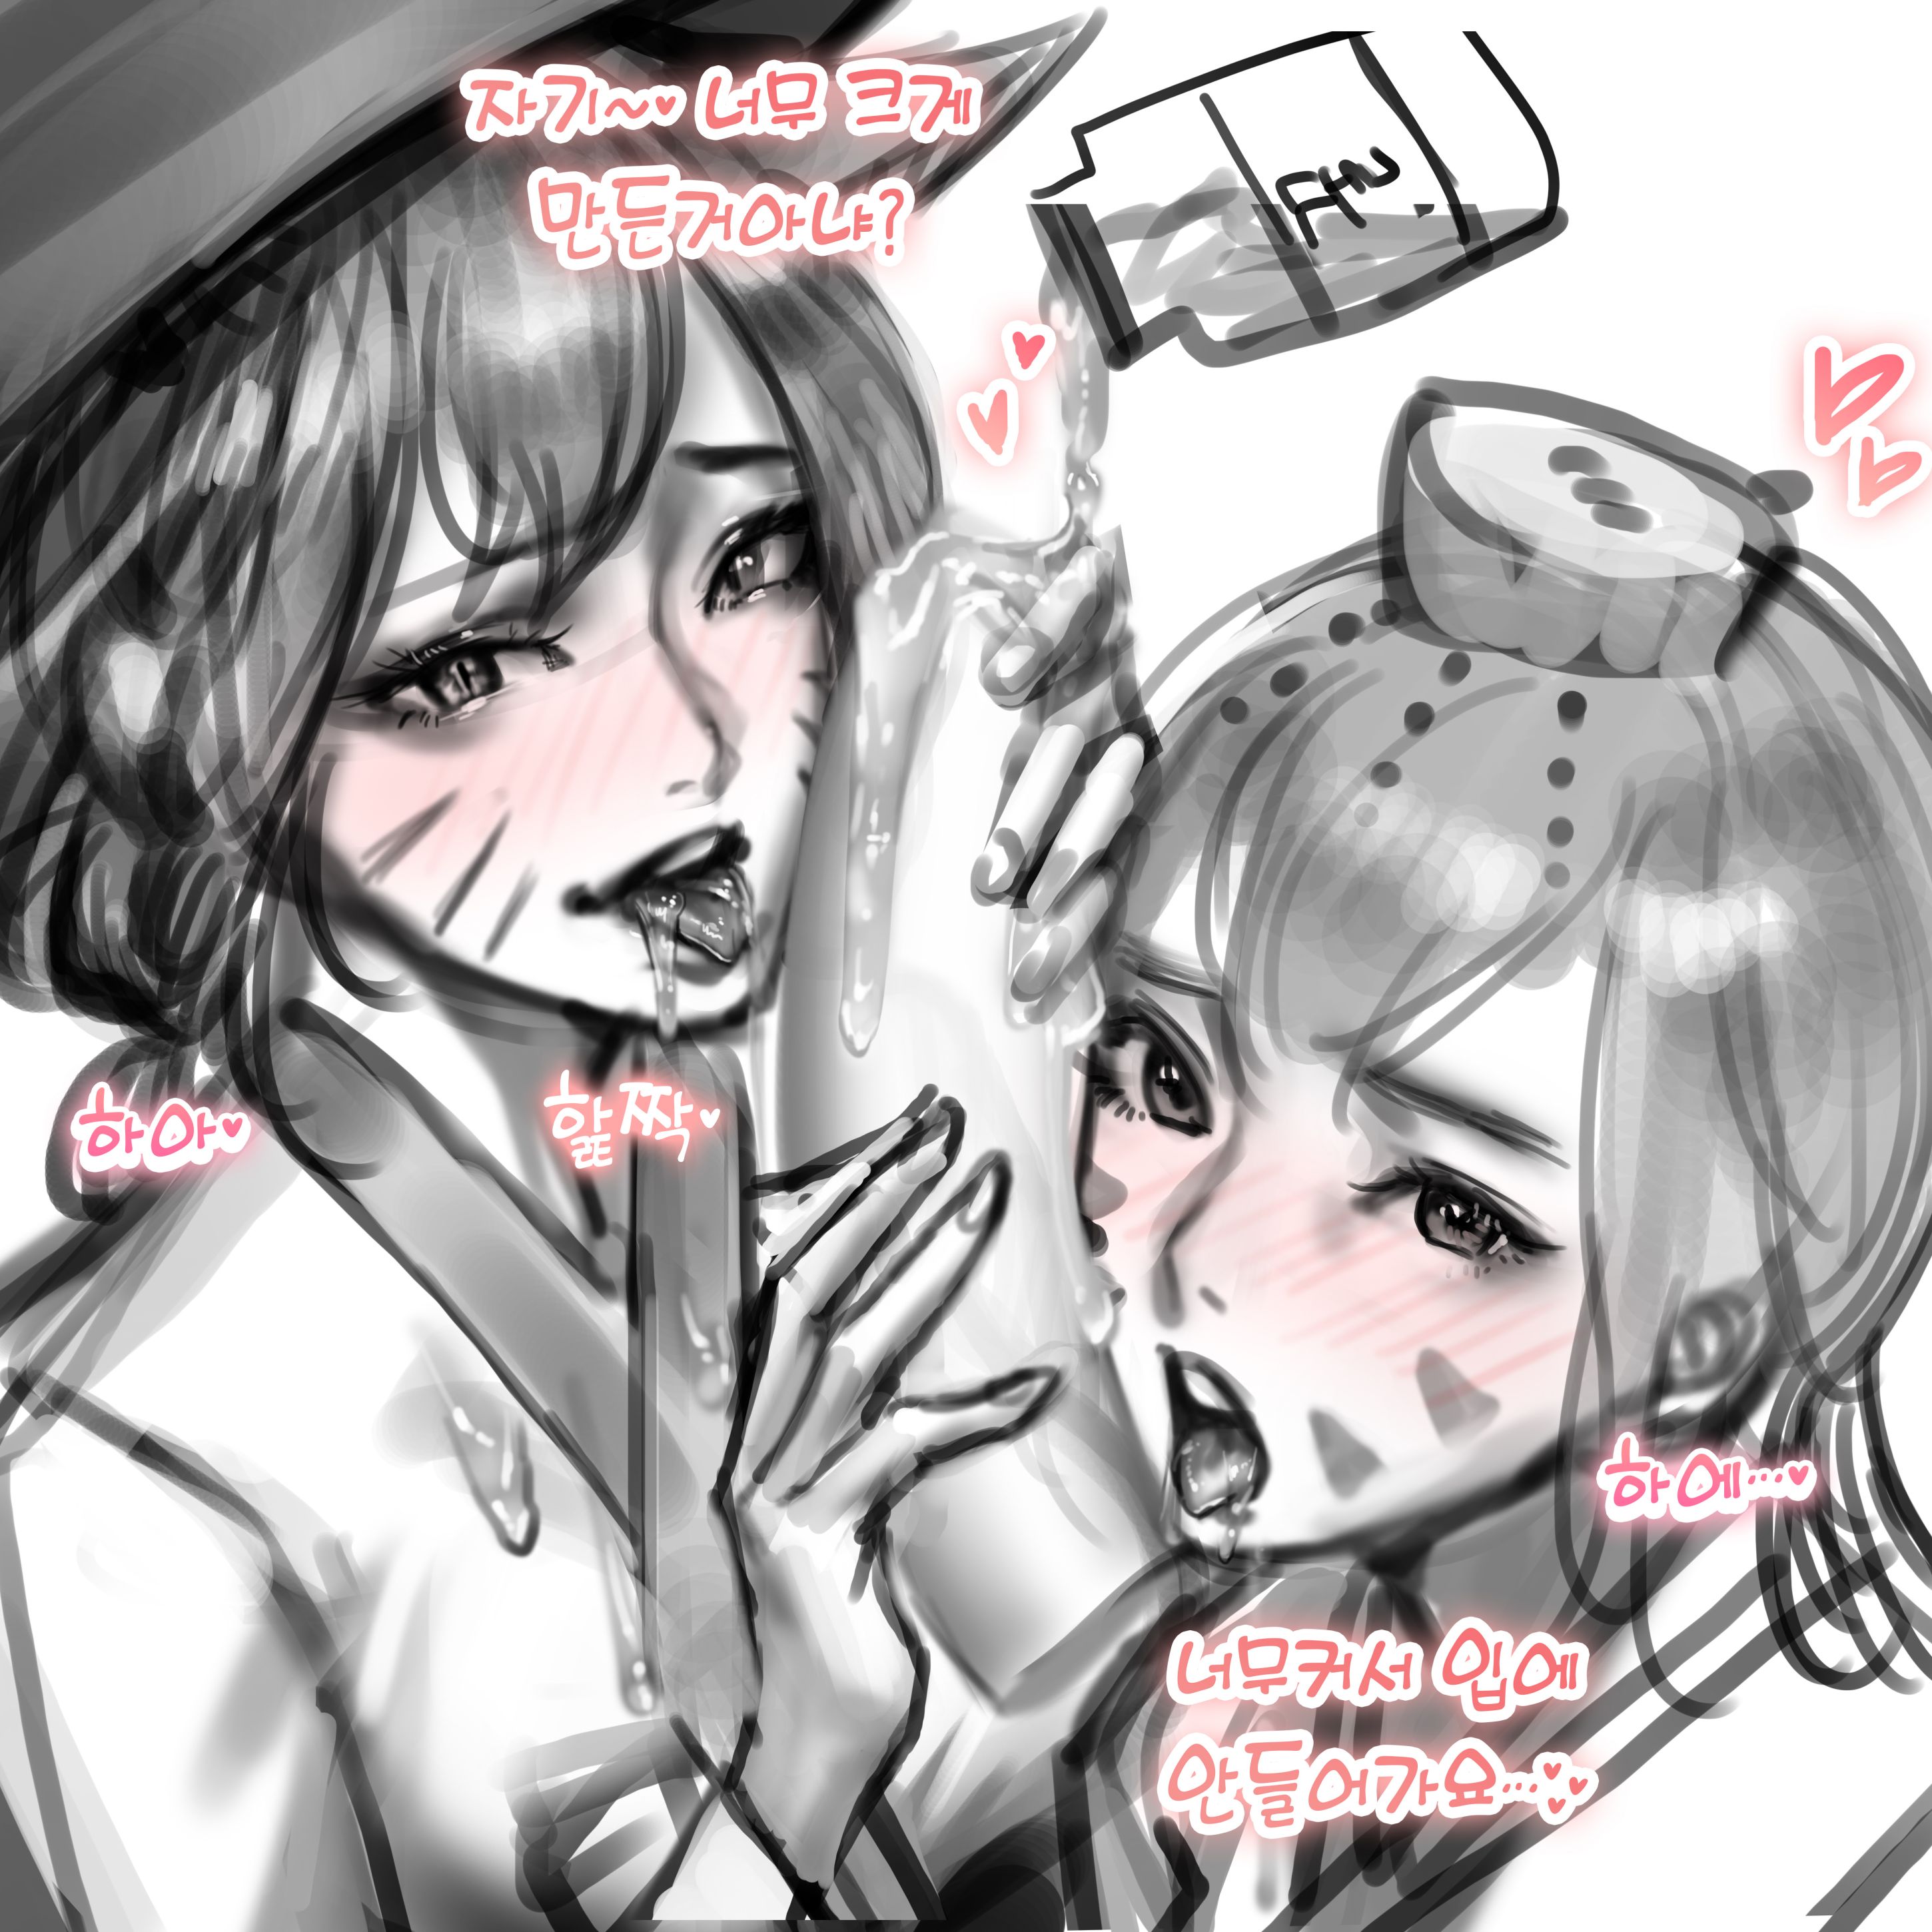 자기~♥ 너무 크게
만든거아냐?
하아♥
핥짝♥
하에...♥
너무커서 입에
안들어가요...♥♥♥